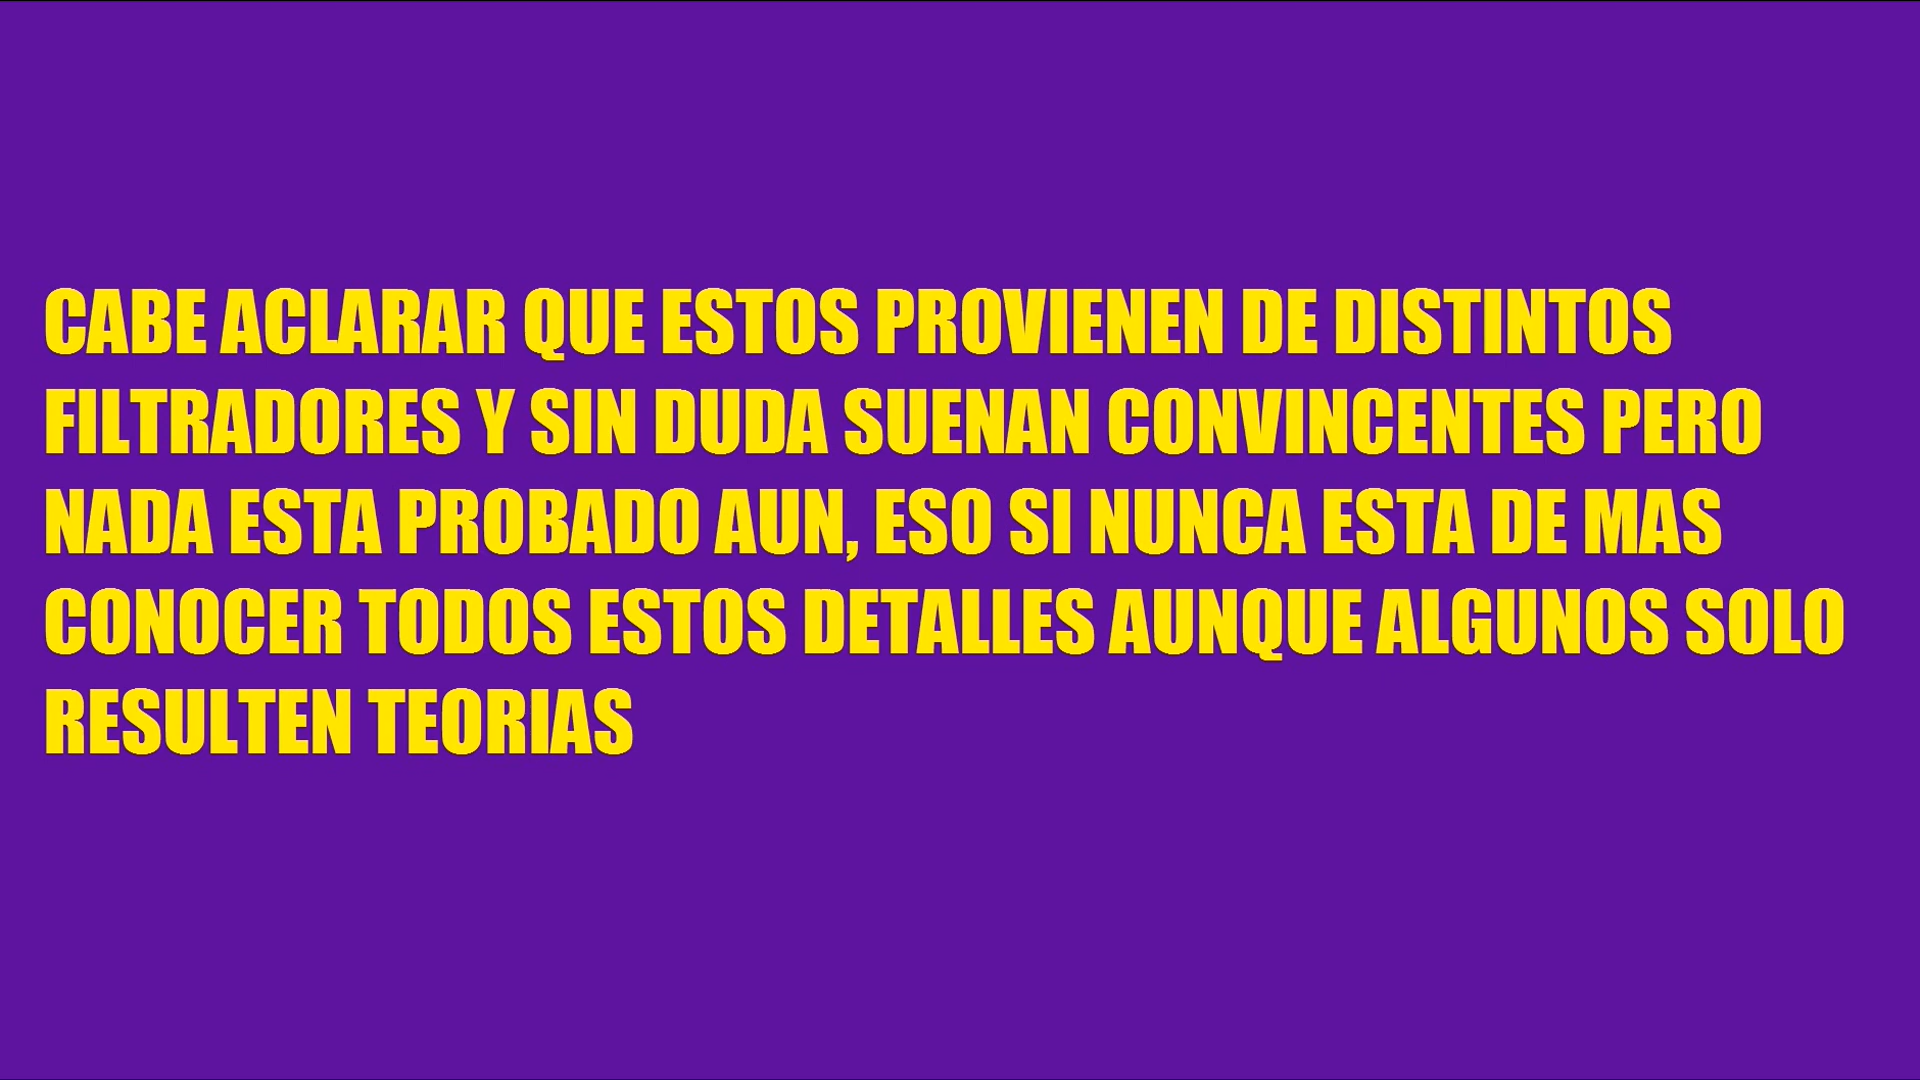 CABE ACLARAR QUE ESTOS PROVIENEN DE DISTINTOS
FILTRADORES Y SIN DUDA SUENAN CONVINCENTES PERO
NADA ESTA PROBADO AUN, ESO SI NUNCA ESTA DE MAS
CONOCER TODOS ESTOS DETALLES AUNQUE ALGUNOS SOLO
RESULTEN TEORIAS